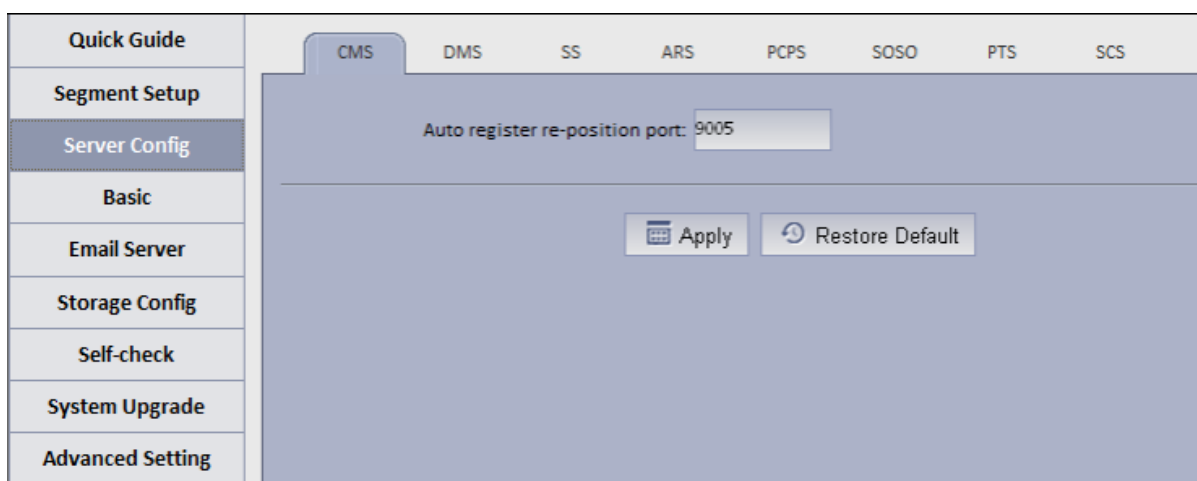 Quick Guide
Segment Setup
Server Config
Basic
Email Server
Storage Config
Self-check
System Upgrade
Advanced Setting
CMS DMS SS ARS PCPS SOSO PTS SCS
Auto register re-position port: 9005
Apply Restore Default